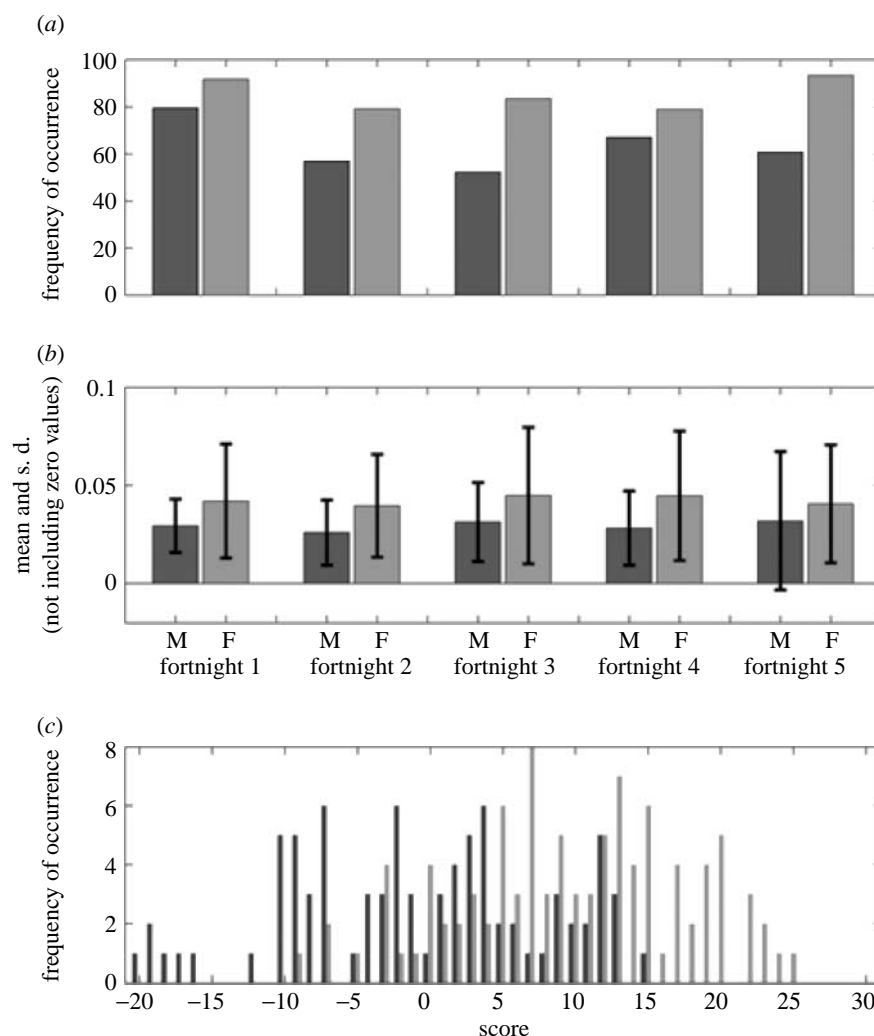 (a)
frequency of occurrence
100
80
60
40
20
0
(b)
mean and s. d.
(not including zero values)
0.1
0.05
0
M F M F M F M F M F
fortnight 1 fortnight 2 fortnight 3 fortnight 4 fortnight 5
(c)
frequency of occurrence
8
6
4
2
0
−20 −15 −10 −5 0 5 10 15 20 25 30
score